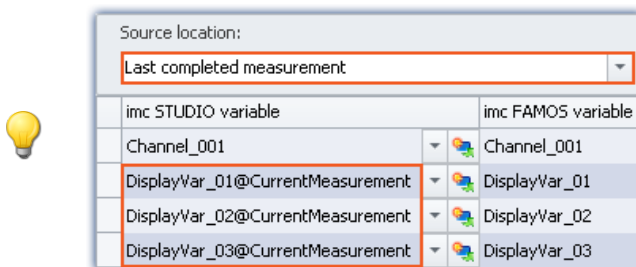 Source location:
Last completed measurement
imc STUDIO variable imc FAMOS variable
Channel_001 Channel_001
DisplayVar_01@CurrentMeasurement DisplayVar_01
DisplayVar_02@CurrentMeasurement DisplayVar_02
DisplayVar_03@CurrentMeasurement DisplayVar_03